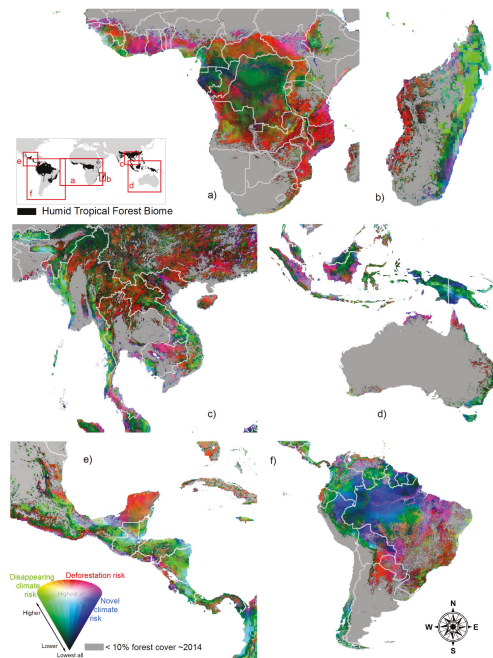 e
c
a
b
d
f
Humid Tropical Forest Biome
a)
b)
c)
d)
e)
f)
Disappearing
climate
risk
Deforestation risk
Highest all
Novel
climate
risk
Higher
Lower
Lowest all
< 10% forest cover ~2014
N
W
E
S